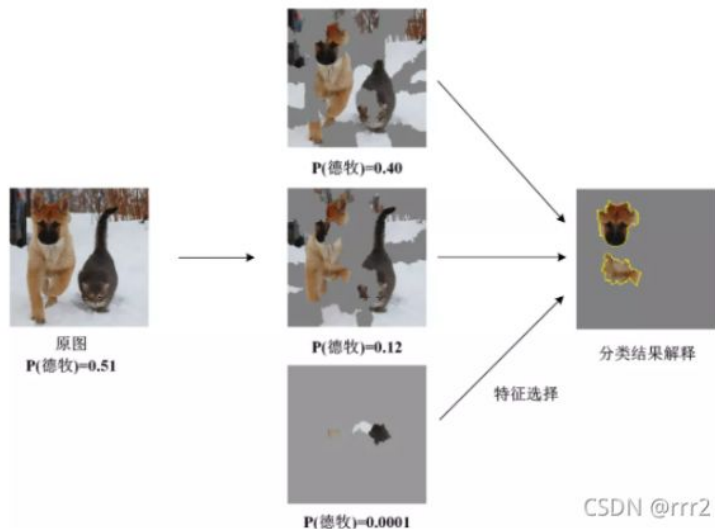 P(德牧)=0.40
原图
P(德牧)=0.51
P(德牧)=0.12
分类结果解释
特征选择
P(德牧)=0.0001
CSDN @rrr2